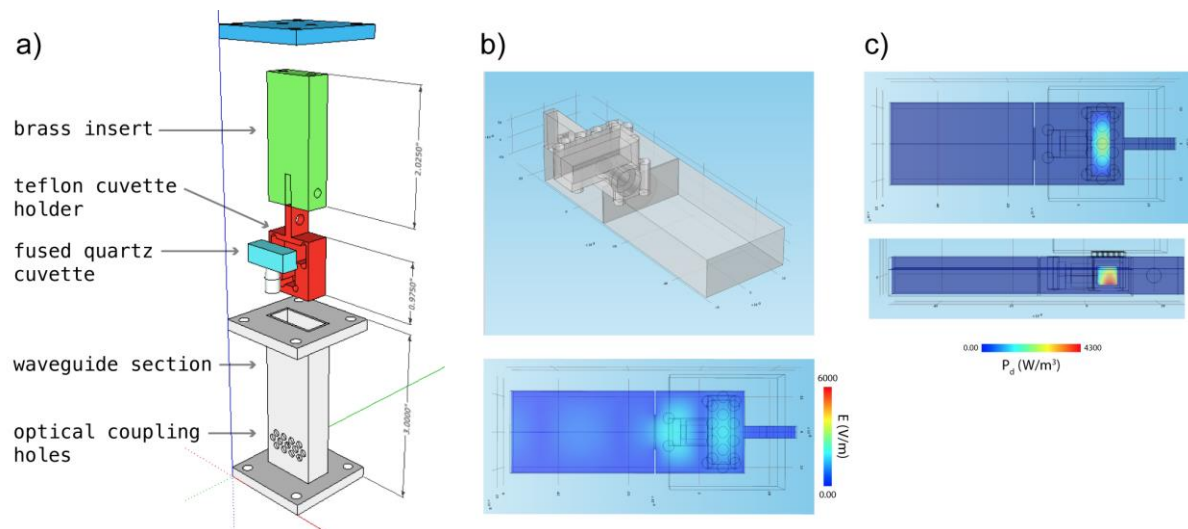 a)
brass insert
teflon cuvette
holder
fused quartz
cuvette
waveguide section
optical coupling
holes
2.0250"
0.9750"
3.0000"
b)
6000
E (V/m)
0.00
c)
0.00
4300
P_d (W/m³)